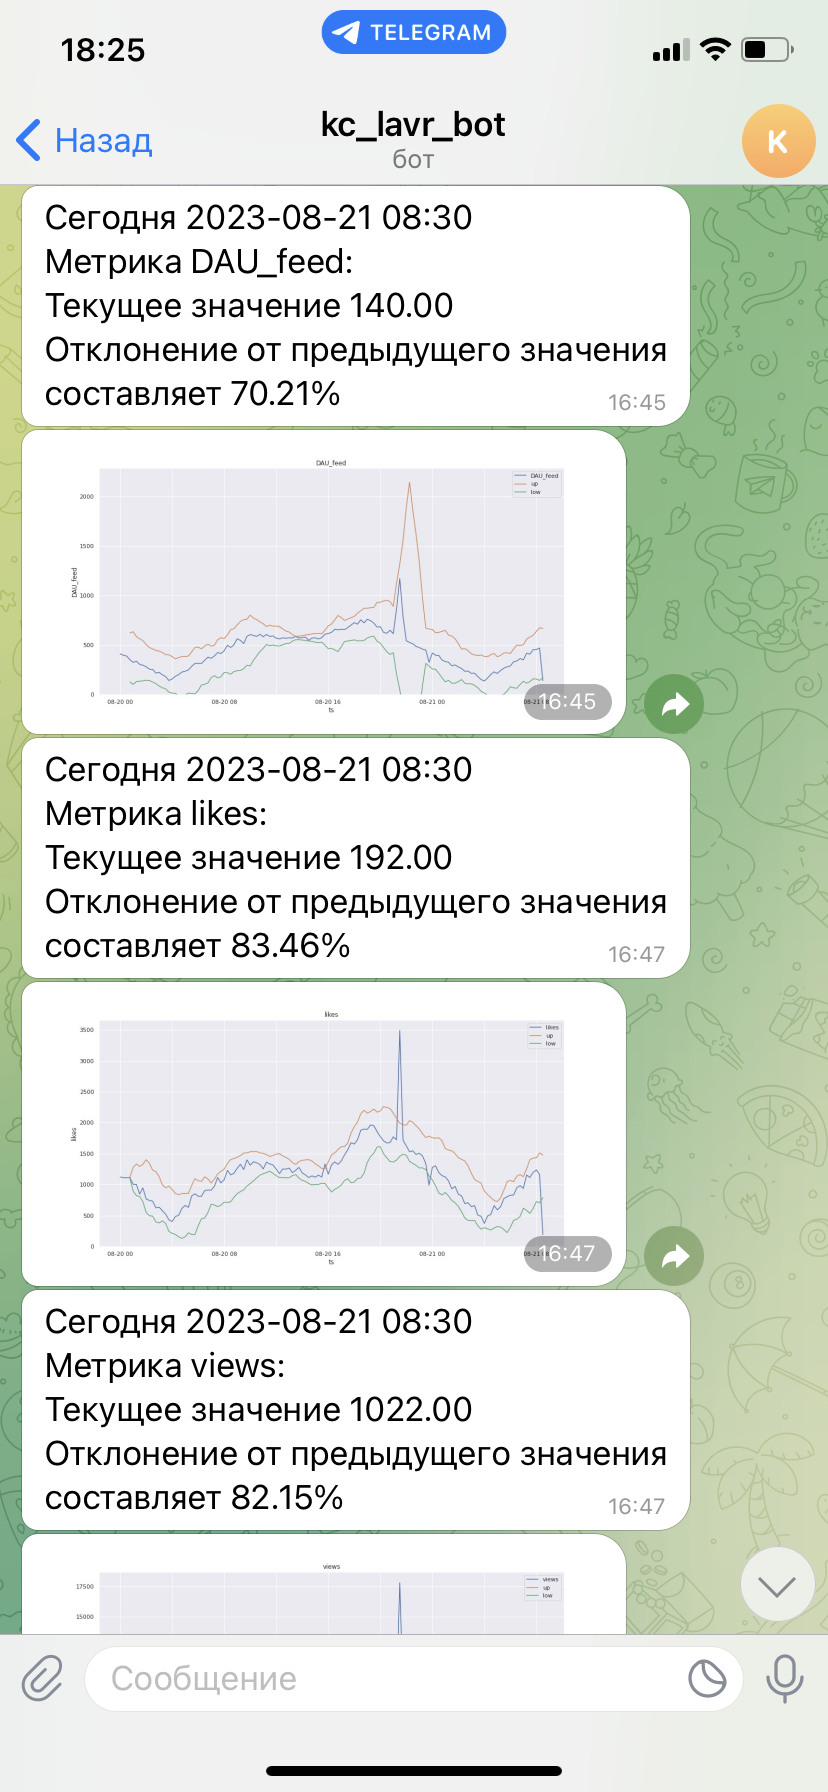 18:25
TELEGRAM
Назад
kc_lavr_bot
бот
K
Сегодня 2023-08-21 08:30
Метрика DAU_feed:
Текущее значение 140.00
Отклонение от предыдущего значения
составляет 70.21%
16:45
DAU_feed
DAU_feed
up
low
2000
1500
1000
500
0
DAU_feed
08-20 00
08-20 08
08-20 16
08-21 00
ts
16:45
Сегодня 2023-08-21 08:30
Метрика likes:
Текущее значение 192.00
Отклонение от предыдущего значения
составляет 83.46%
16:47
likes
likes
up
low
3500
3000
2500
2000
1500
1000
500
0
likes
08-20 00
08-20 08
08-20 16
08-21 00
ts
16:47
Сегодня 2023-08-21 08:30
Метрика views:
Текущее значение 1022.00
Отклонение от предыдущего значения
составляет 82.15%
16:47
views
views
up
low
17500
15000
Сообщение